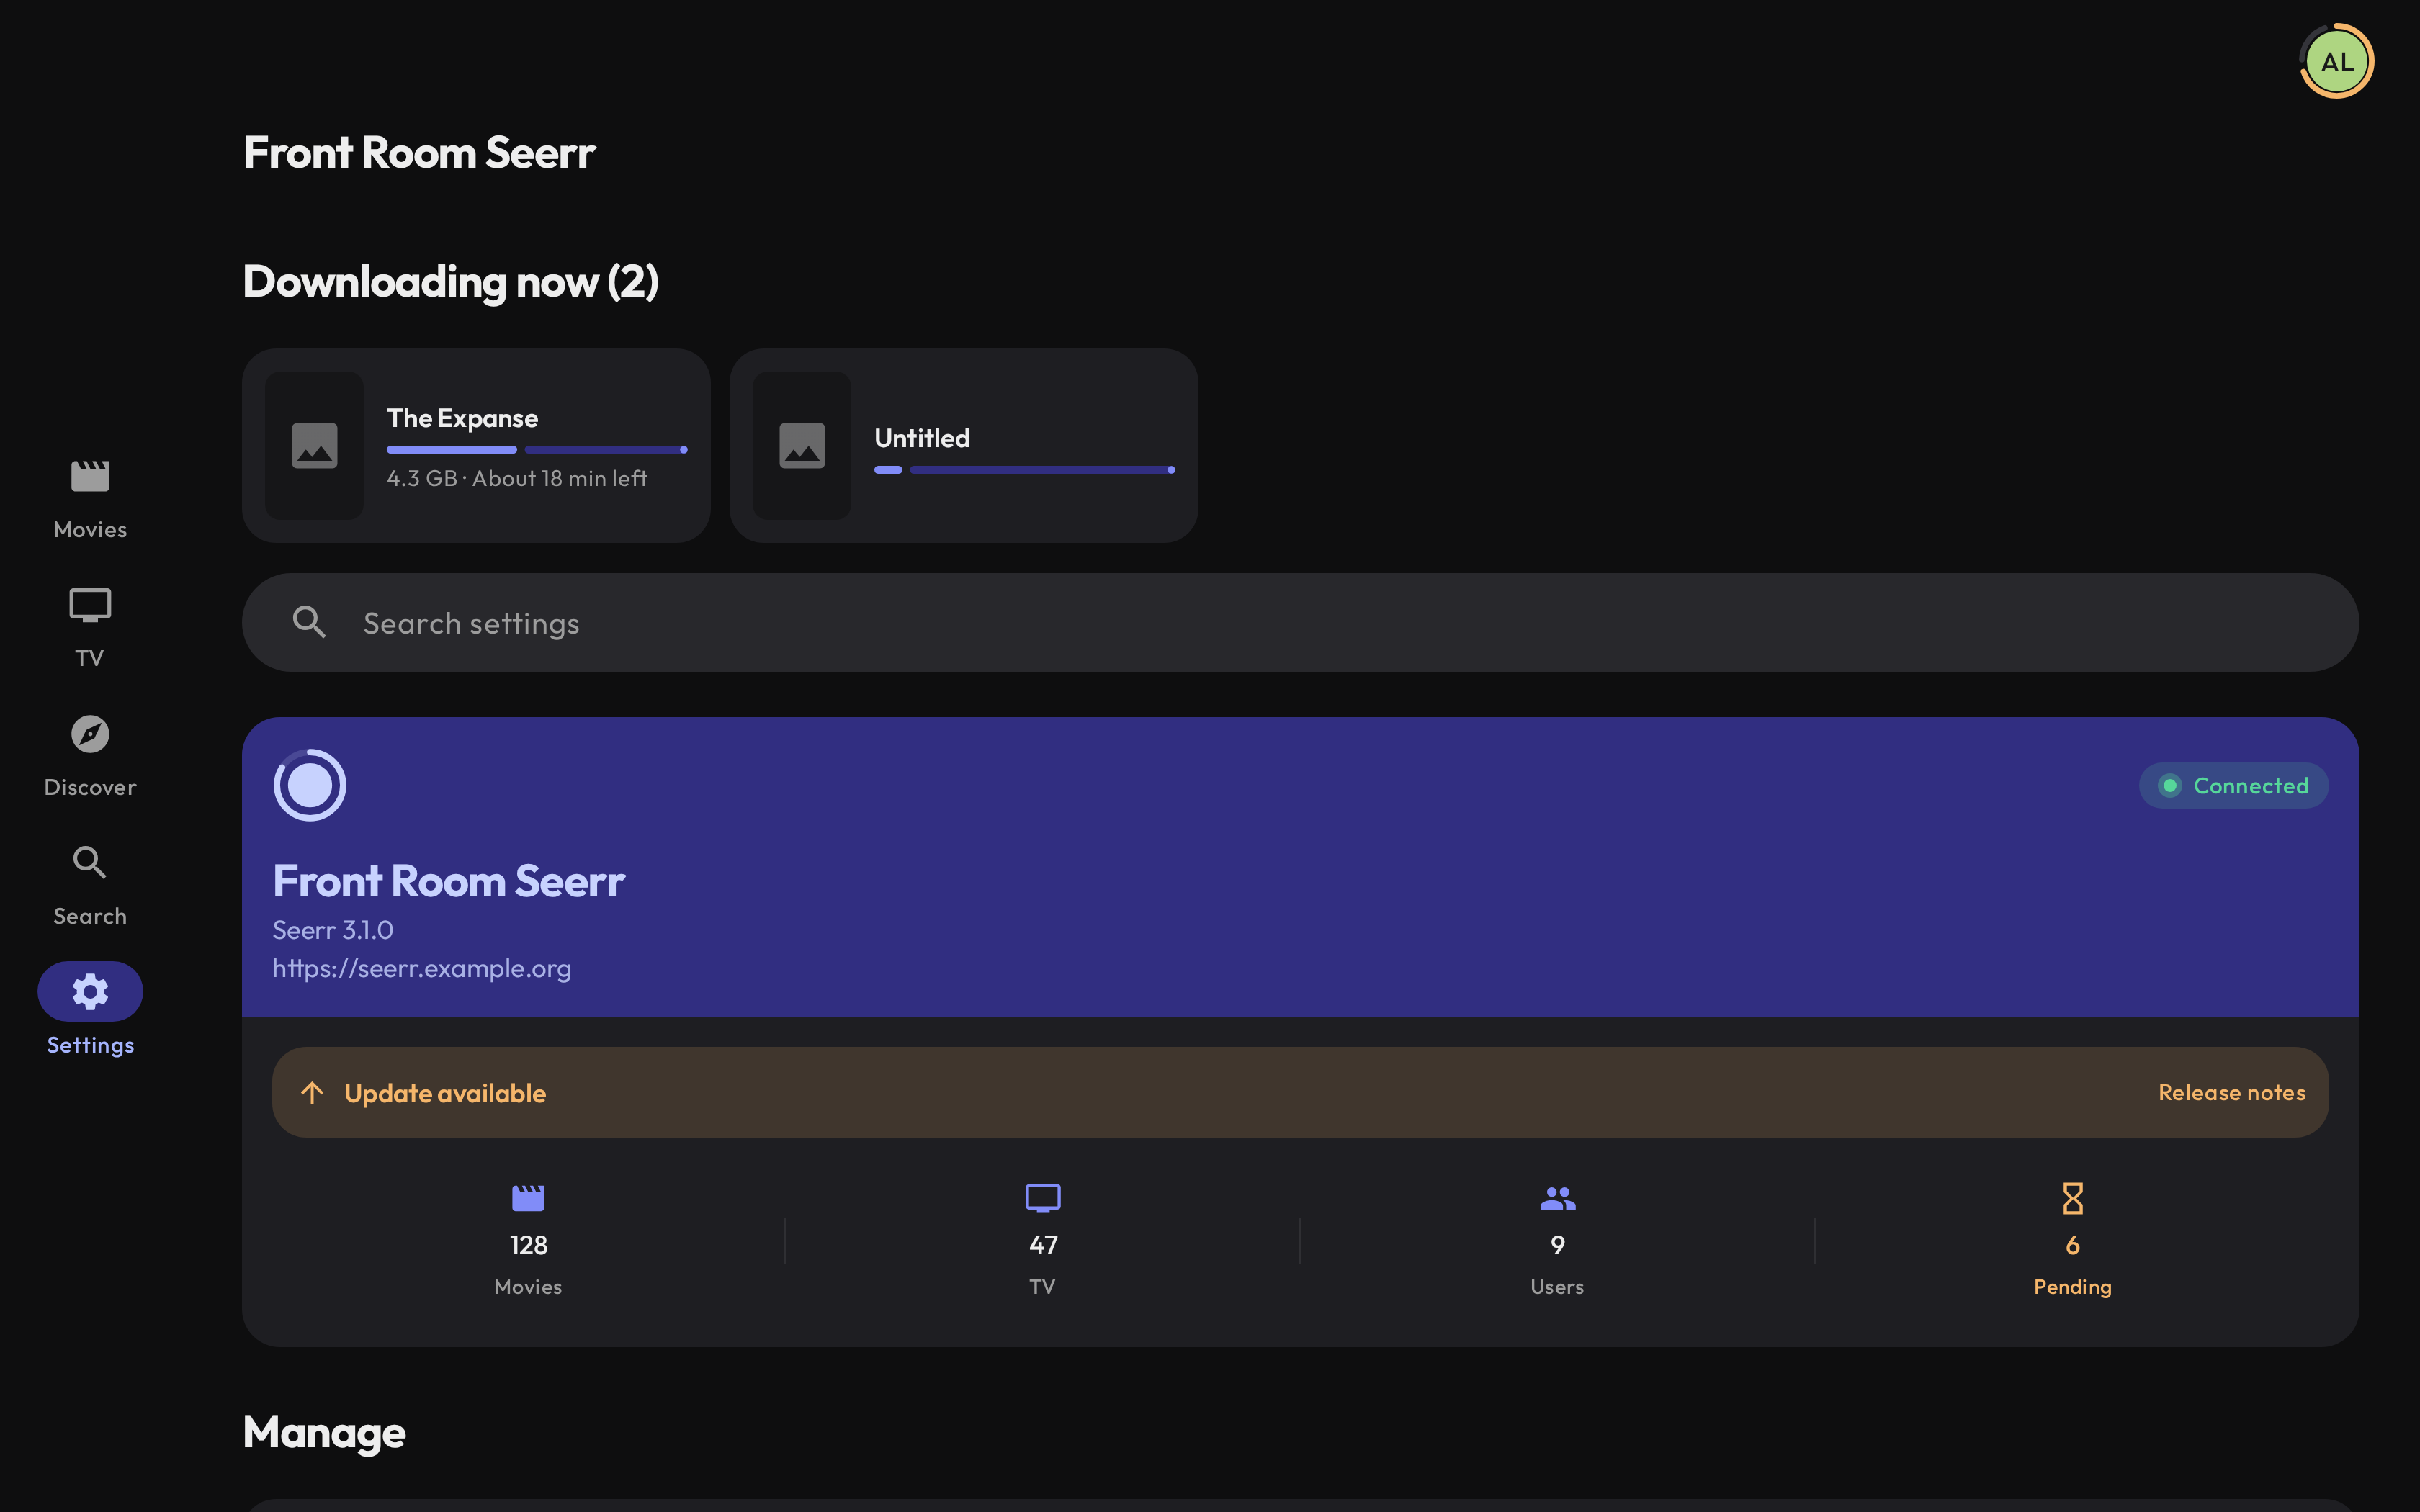 AL
Front Room Seerr
Downloading now (2)
The Expanse
4.3 GB · About 18 min left
Untitled
Search settings
Movies
TV
Discover
Search
Settings
Connected
Front Room Seerr
Seerr 3.1.0
https://seerr.example.org
Update available
Release notes
128
Movies
47
TV
9
Users
6
Pending
Manage